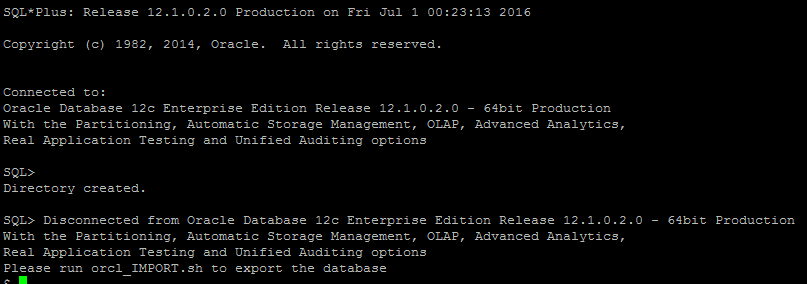 SQL*Plus: Release 12.1.0.2.0 Production on Fri Jul 1 00:23:13 2016
Copyright (c) 1982, 2014, Oracle.  All rights reserved.
Connected to:
Oracle Database 12c Enterprise Edition Release 12.1.0.2.0 - 64bit Production
With the Partitioning, Automatic Storage Management, OLAP, Advanced Analytics,
Real Application Testing and Unified Auditing options
SQL>
Directory created.
SQL> Disconnected from Oracle Database 12c Enterprise Edition Release 12.1.0.2.0 - 64bit Production
With the Partitioning, Automatic Storage Management, OLAP, Advanced Analytics,
Real Application Testing and Unified Auditing options
Please run orcl_IMPORT.sh to export the database
$